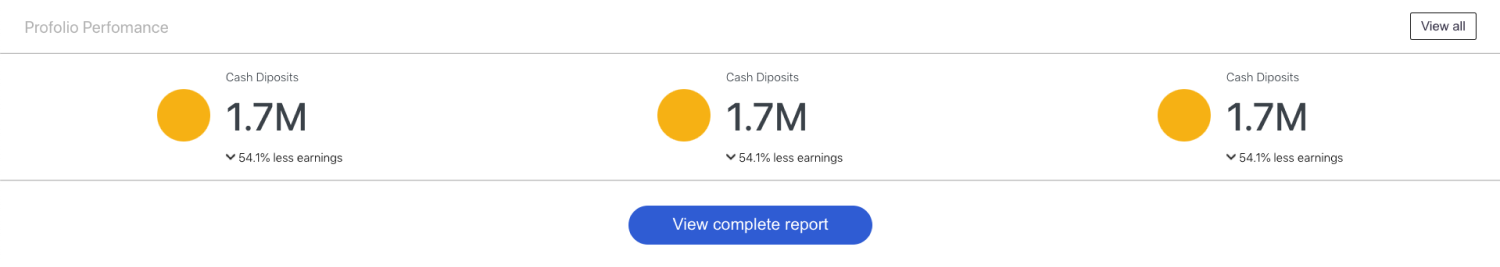 Profolio Perfomance
View all
Cash Diposits
1.7M
54.1% less earnings
Cash Diposits
1.7M
54.1% less earnings
Cash Diposits
1.7M
54.1% less earnings
View complete report